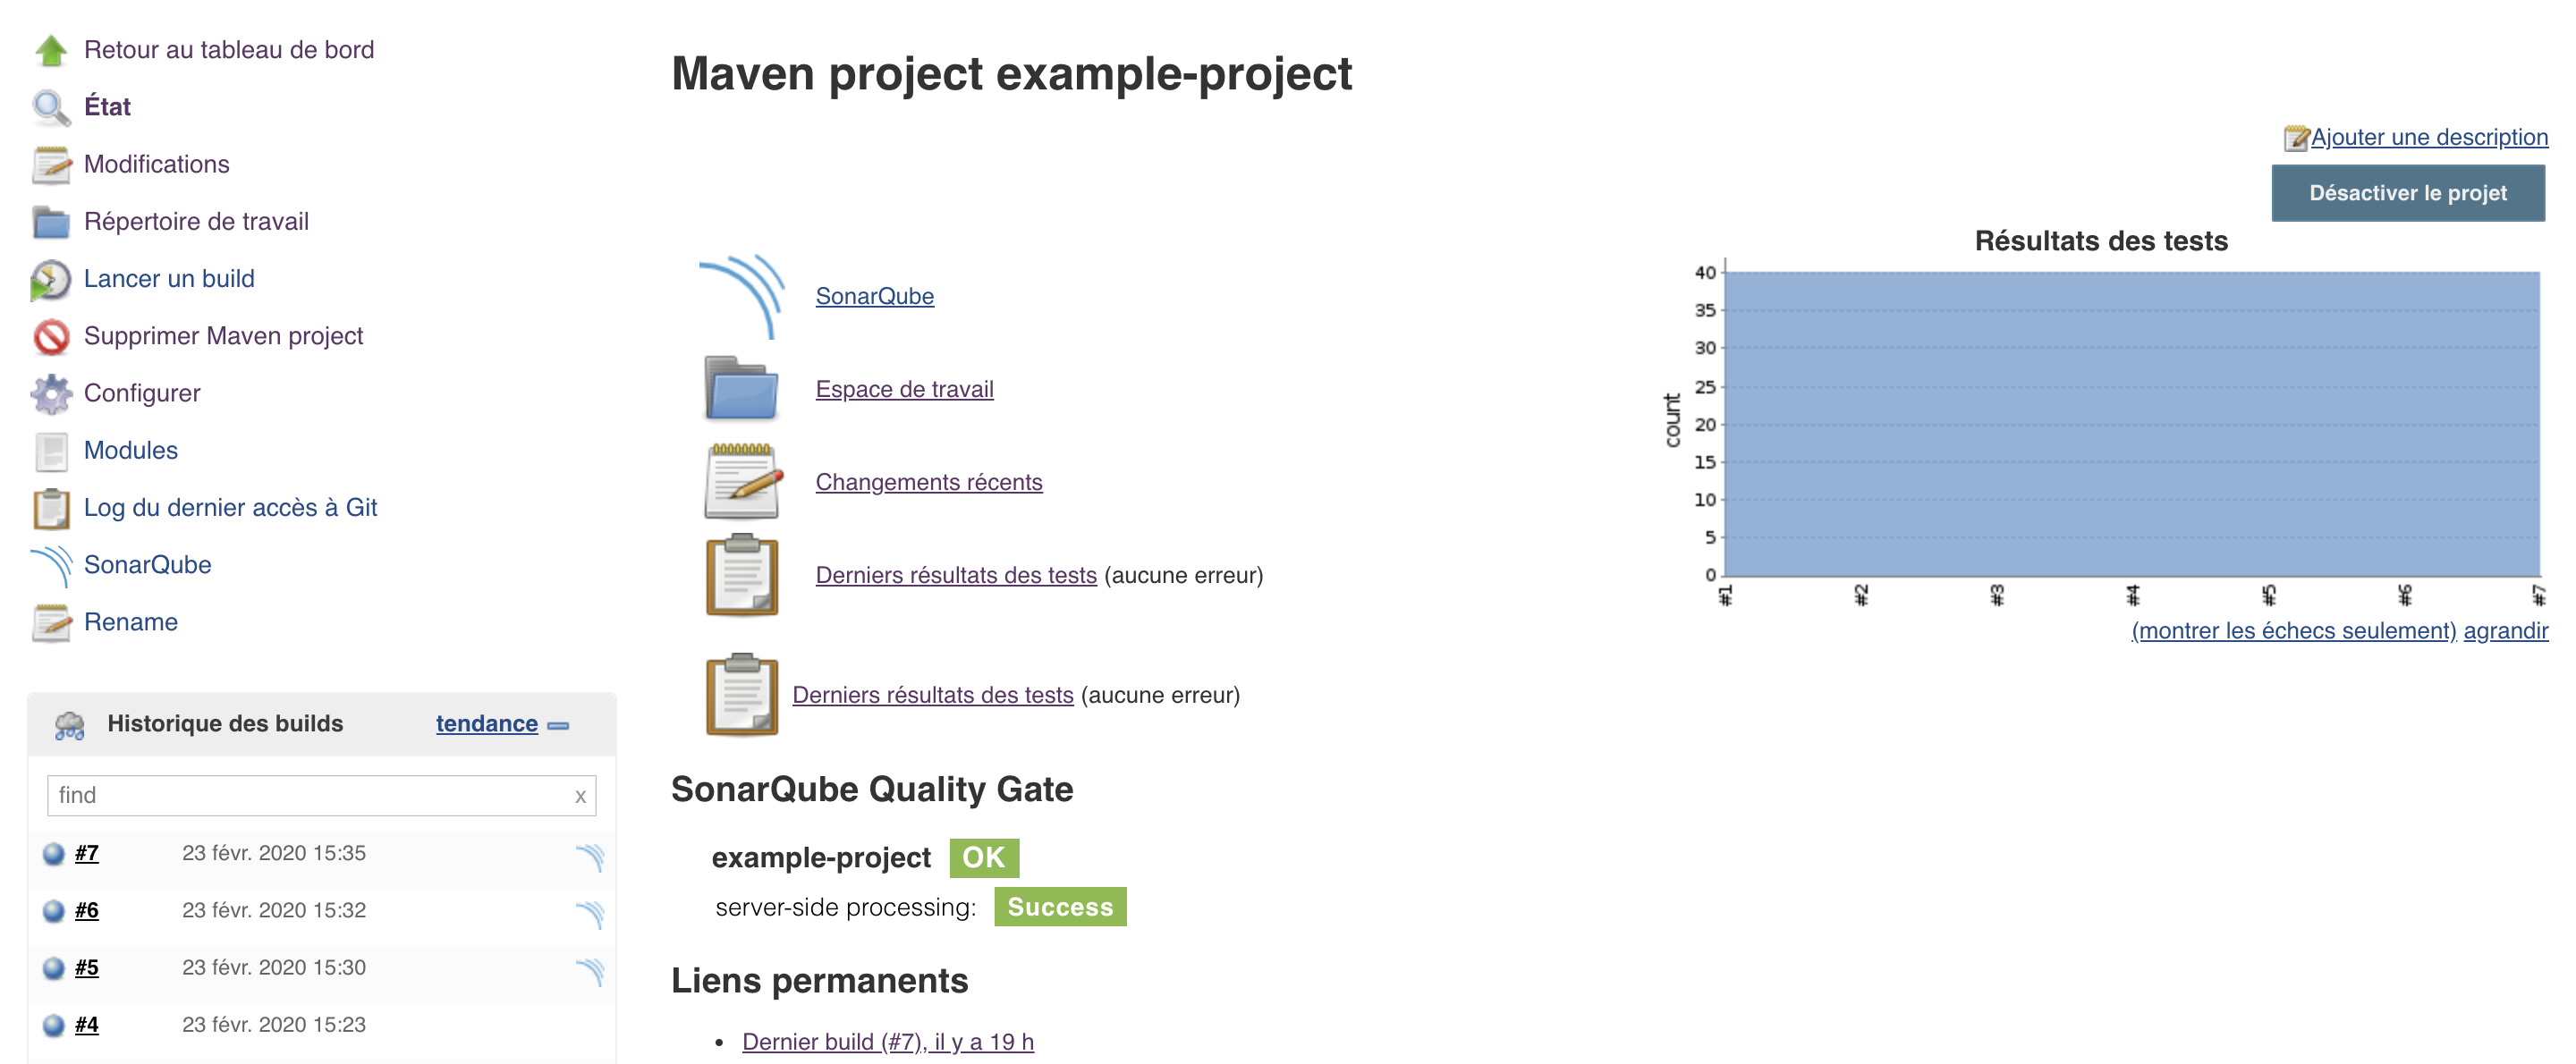 Retour au tableau de bord
État
Modifications
Répertoire de travail
Lancer un build
Supprimer Maven project
Configurer
Modules
Log du dernier accès à Git
SonarQube
Rename
Historique des builds tendance
find x
#7 23 févr. 2020 15:35
#6 23 févr. 2020 15:32
#5 23 févr. 2020 15:30
#4 23 févr. 2020 15:23
Maven project example-project
Ajouter une description
Désactiver le projet
SonarQube
Espace de travail
Changements récents
Derniers résultats des tests (aucune erreur)
Derniers résultats des tests (aucune erreur)
Résultats des tests
count
40
35
30
25
20
15
10
5
0
#1 #2 #3 #4 #5 #6 #7
(montrer les échecs seulement) agrandir
SonarQube Quality Gate
example-project OK
server-side processing: Success
Liens permanents
• Dernier build (#7), il y a 19 h